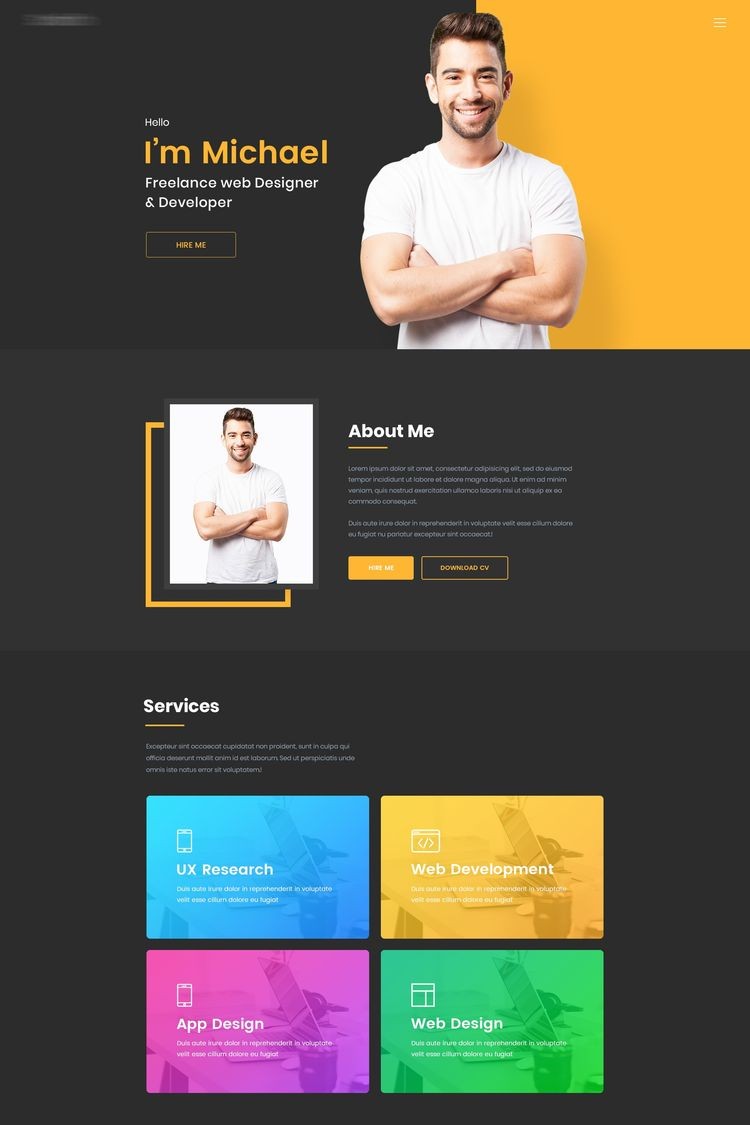 Hello
I'm Michael
Freelance web Designer
& Developer
HIRE ME
About Me
Lorem ipsum dolor sit amet, consectetur adipisicing elit, sed do eiusmod
tempor incididunt ut labore et dolore magna aliqua. Ut enim ad minim
veniam, quis nostrud exercitation ullamco laboris nisi ut aliquip ex ea
commodo consequat.
Duis aute irure dolor in reprehenderit in voluptate velit esse cillum dolore
eu fugiat nu pariatur excepteur sint occaecat!
HIRE ME
DOWNLOAD CV
Services
Excepteur sint occaecat cupidatat non proident, sunt in culpa qui
officia deserunt mollit anim id est laborum. Sed ut perspiciatis unde
omnis iste natus error sit voluptatem!
UX Research
Duis aute irure dolor in reprehenderit in voluptate
velit esse cillum dolore eu fugiat
Web Development
Duis aute irure dolor in reprehenderit in voluptate
velit esse cillum dolore eu fugiat
App Design
Duis aute irure dolor in reprehenderit in voluptate
velit esse cillum dolore eu fugiat
Web Design
Duis aute irure dolor in reprehenderit in voluptate
velit esse cillum dolore eu fugiat